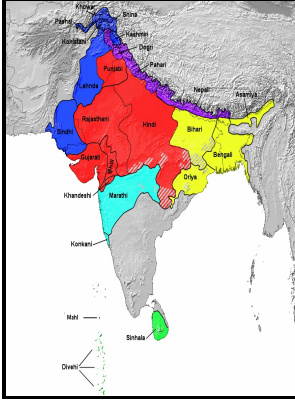 Khowar
Shina
Pashai
Kashmiri
Kohistani
Dogri
Pahari
Punjabi
Lahnda
Nepali
Asamiya
Rajasthani
Hindi
Bihari
Sindhi
Bengali
Gujarati
Bhili
Oriya
Khandeshi
Marathi
Konkani
Mahl
Sinhala
Divehi